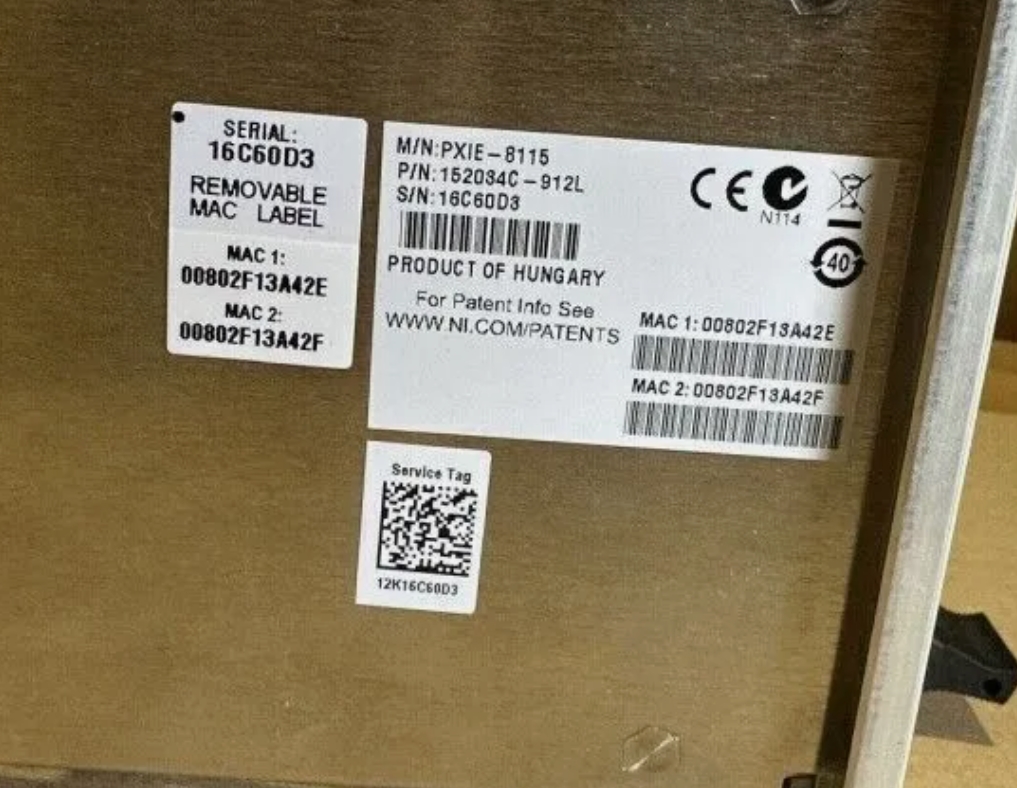 SERIAL:
16C60D3
REMOVABLE
MAC LABEL
MAC 1:
00802F13A42E
MAC 2:
00802F13A42F
M/N:PXIE-8115
P/N:152034C-912L
S/N:16C60D3
PRODUCT OF HUNGARY
For Patent Info See
WWW.NI.COM/PATENTS
CE
N114
40
MAC 1:00802F13A42E
MAC 2:00802F13A42F
Service Tag
12K16C60D3